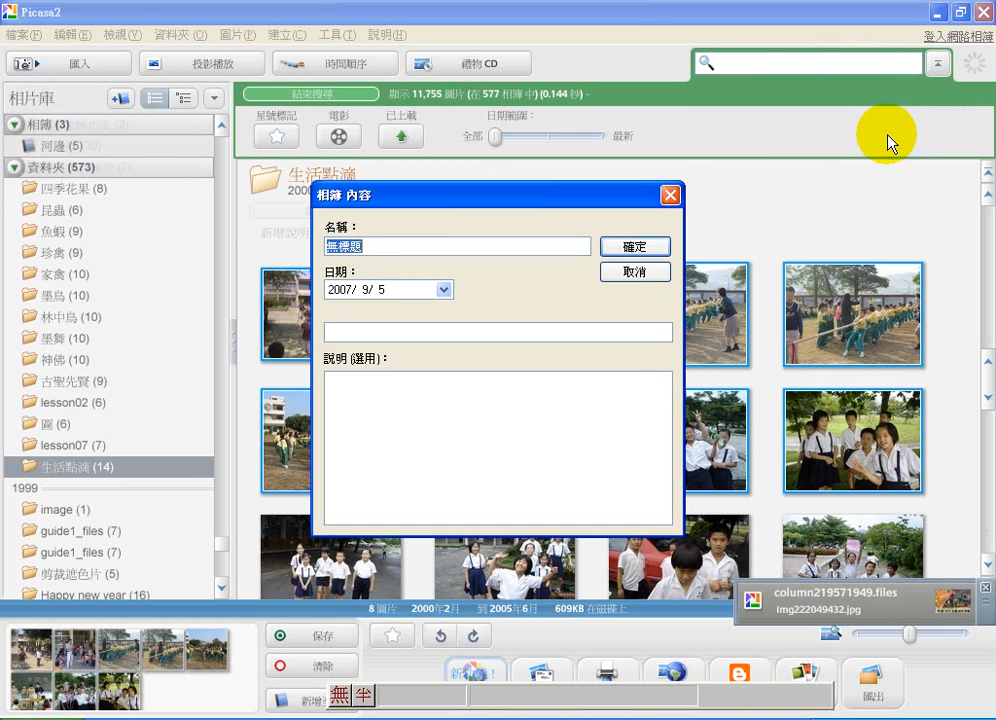 Picasa2
檔案(F) 編輯(E) 檢視(V) 資料夾(O) 圖片(P) 建立(C) 工具(T) 說明(H)
登入網路相簿
匯入 投影播放 時間順序 禮物 CD
相片庫
結束搜尋 顯示 11,755 圖片(在 577 相簿 中) (0.144 秒)
星號標記 電影 已上載 日期範圍：
全部 最新
相簿 (3)
河邊 (5)
資料夾 (573)
四季花果 (8)
昆蟲 (6)
魚蝦 (9)
珍禽 (9)
家禽 (10)
墨鳥 (10)
林中鳥 (10)
墨舞 (10)
神佛 (10)
古聖先賢 (9)
lesson02 (6)
圖 (6)
lesson07 (7)
生活點滴 (14)
1999
image (1)
guide1_files (7)
guide1_files (7)
剪裁遮色片 (5)
Happy new year (16)
生活點滴
相簿 內容
名稱：
無標題
確定
日期：
取消
2007/ 9/ 5
說明 (選用)：
column219571949.files
Img222049432.jpg
8 圖片 2000年2月 到 2005年6月 609KB 在磁碟上
保存
清除
新增
無 半
匯出